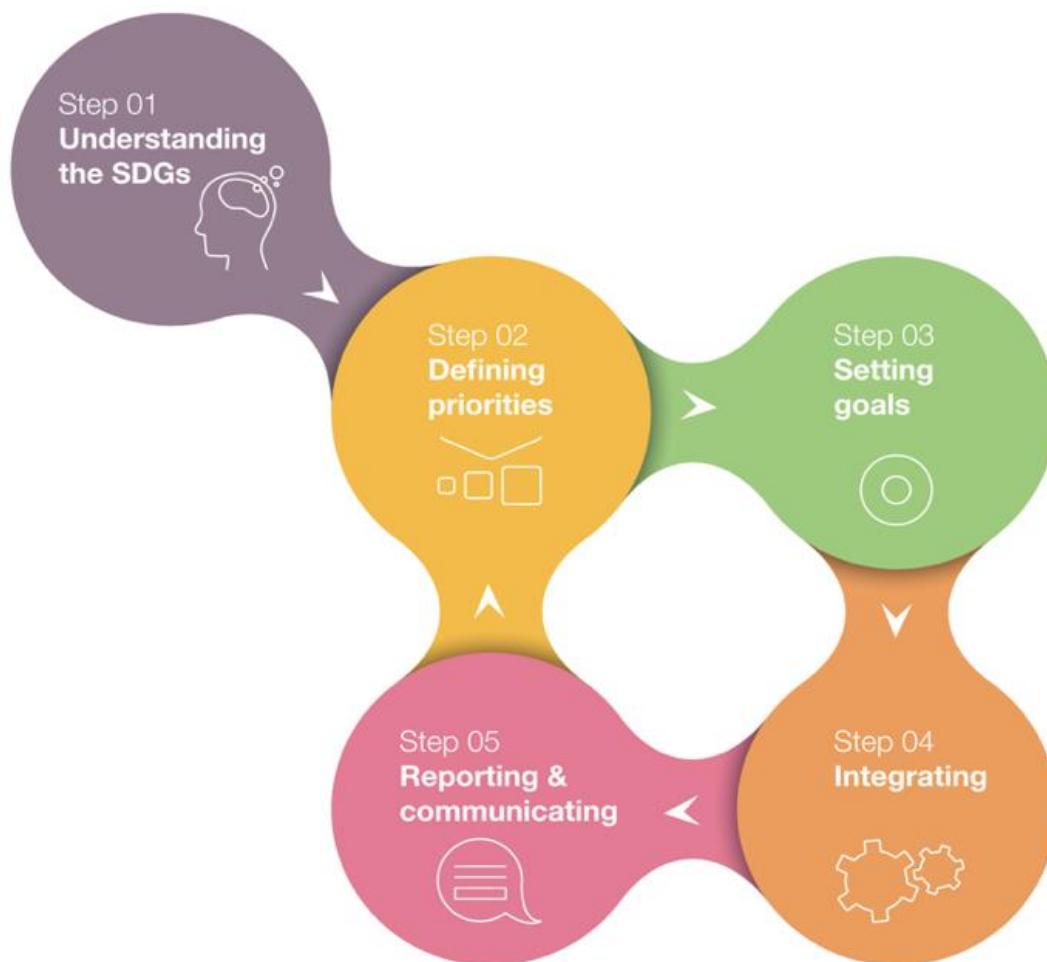 Step 01
Understanding
the SDGs
Step 02
Defining
priorities
Step 03
Setting
goals
Step 04
Integrating
Step 05
Reporting &
communicating